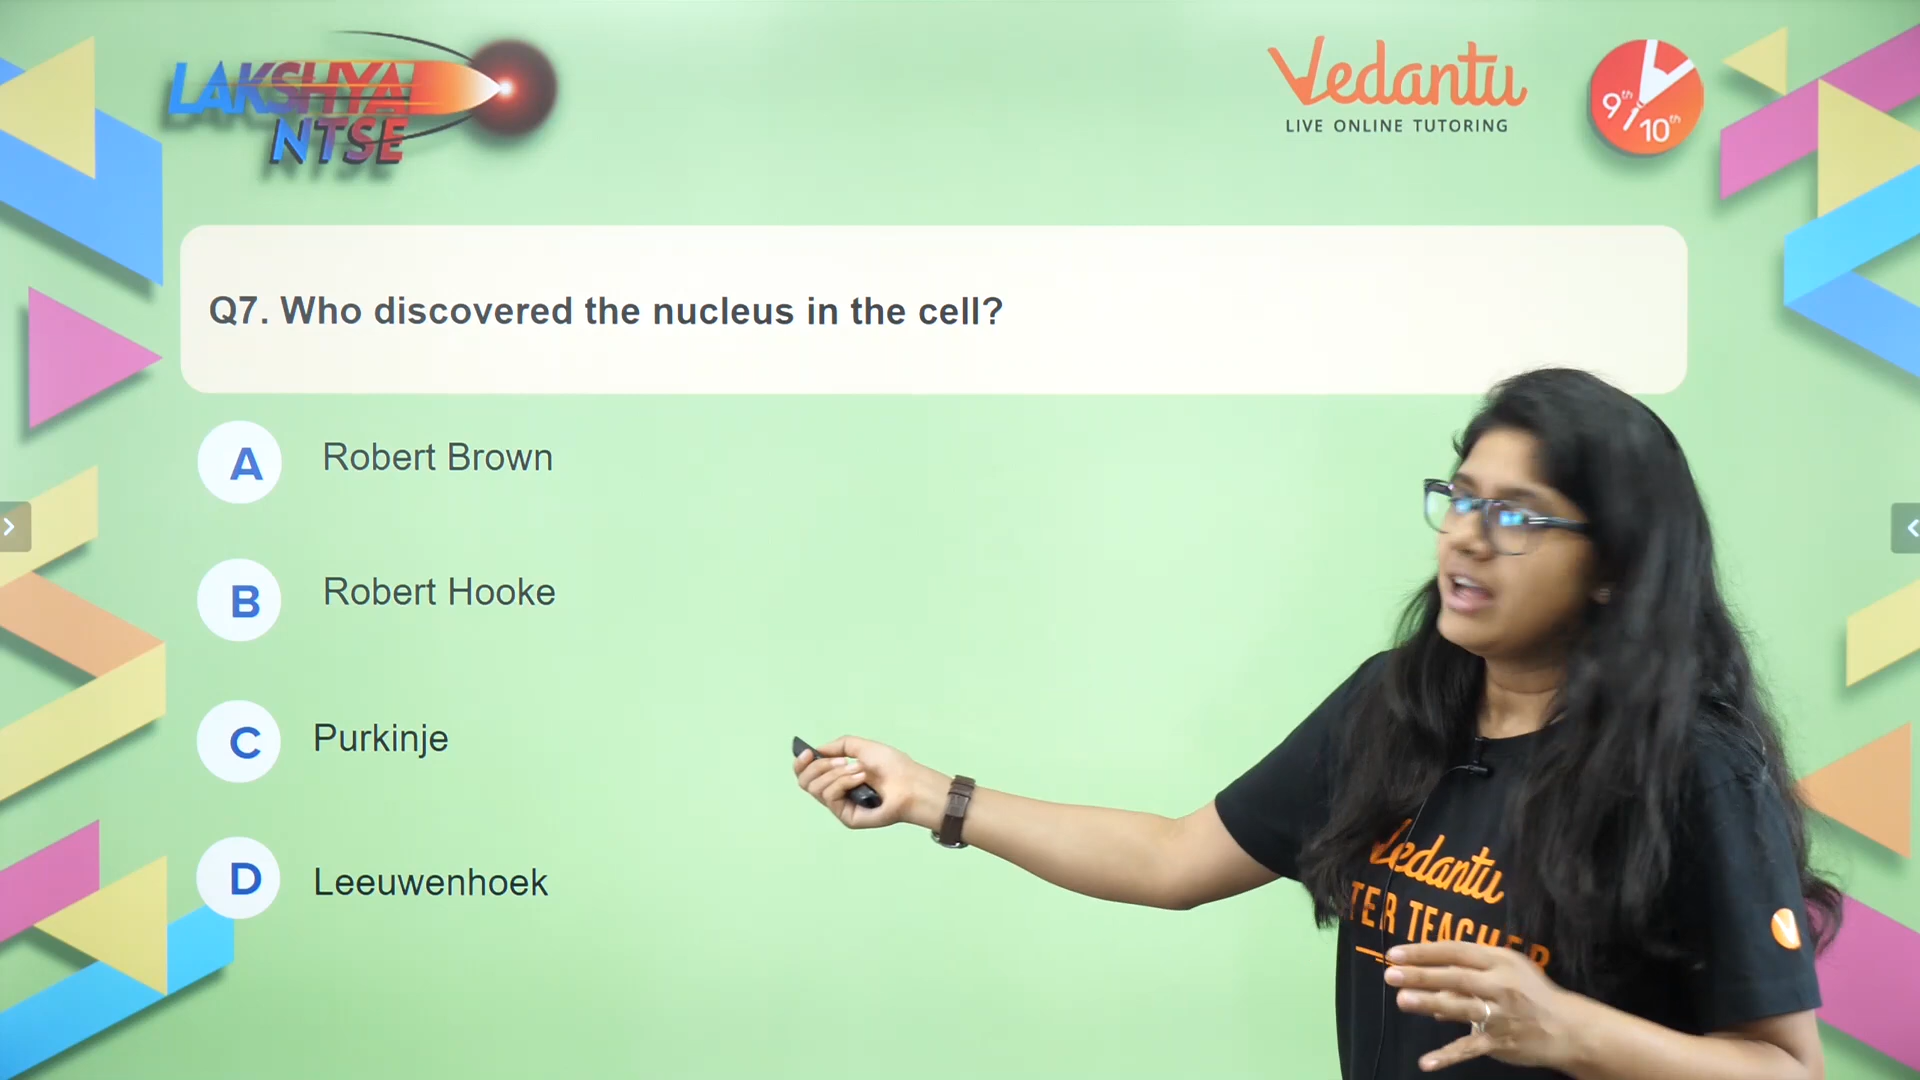 LAKSHYA
NTSE
Vedantu
LIVE ONLINE TUTORING
9th
10th
Q7. Who discovered the nucleus in the cell?
A Robert Brown
B Robert Hooke
C Purkinje
D Leeuwenhoek
Vedantu
TEACHER